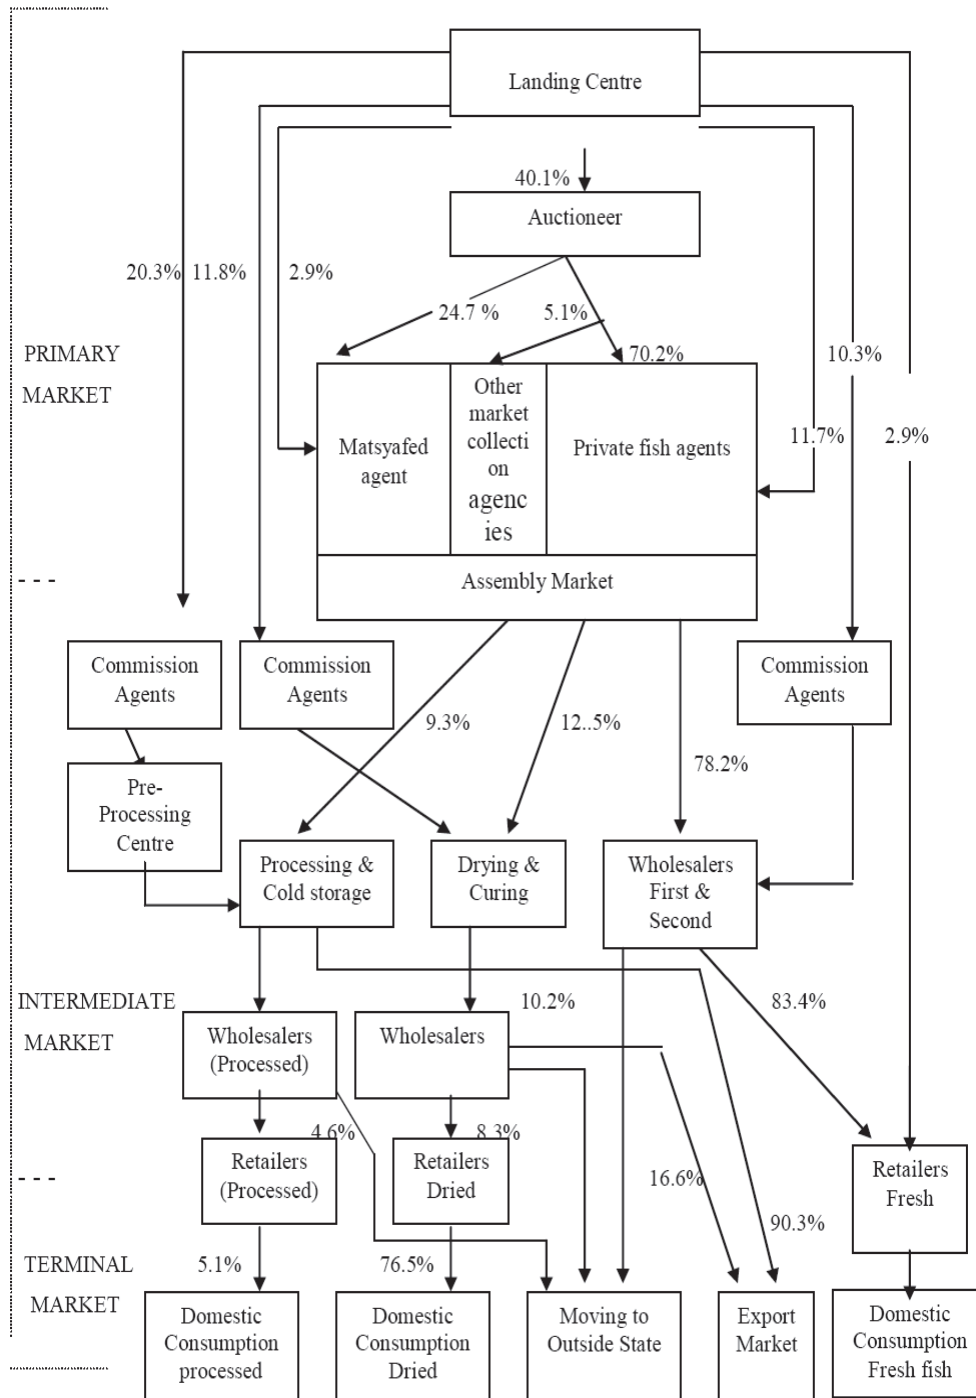 Landing Centre
40.1%
Auctioneer
20.3%
11.8%
2.9%
24.7 %
5.1%
70.2%
10.3%
11.7%
2.9%
PRIMARY
MARKET
Matsyafed
agent
Other
market
collecti
on
agenc
ies
Private fish agents
Assembly Market
- - -
Commission
Agents
Commission
Agents
Commission
Agents
9.3%
12..5%
78.2%
Pre-
Processing
Centre
Processing &
Cold storage
Drying &
Curing
Wholesalers
First &
Second
INTERMEDIATE
MARKET
10.2%
83.4%
Wholesalers
(Processed)
Wholesalers
4.6%
8.3%
Retailers
(Processed)
Retailers
Dried
16.6%
90.3%
Retailers
Fresh
- - -
TERMINAL
MARKET
5.1%
76.5%
Domestic
Consumption
processed
Domestic
Consumption
Dried
Moving to
Outside State
Export
Market
Domestic
Consumption
Fresh fish